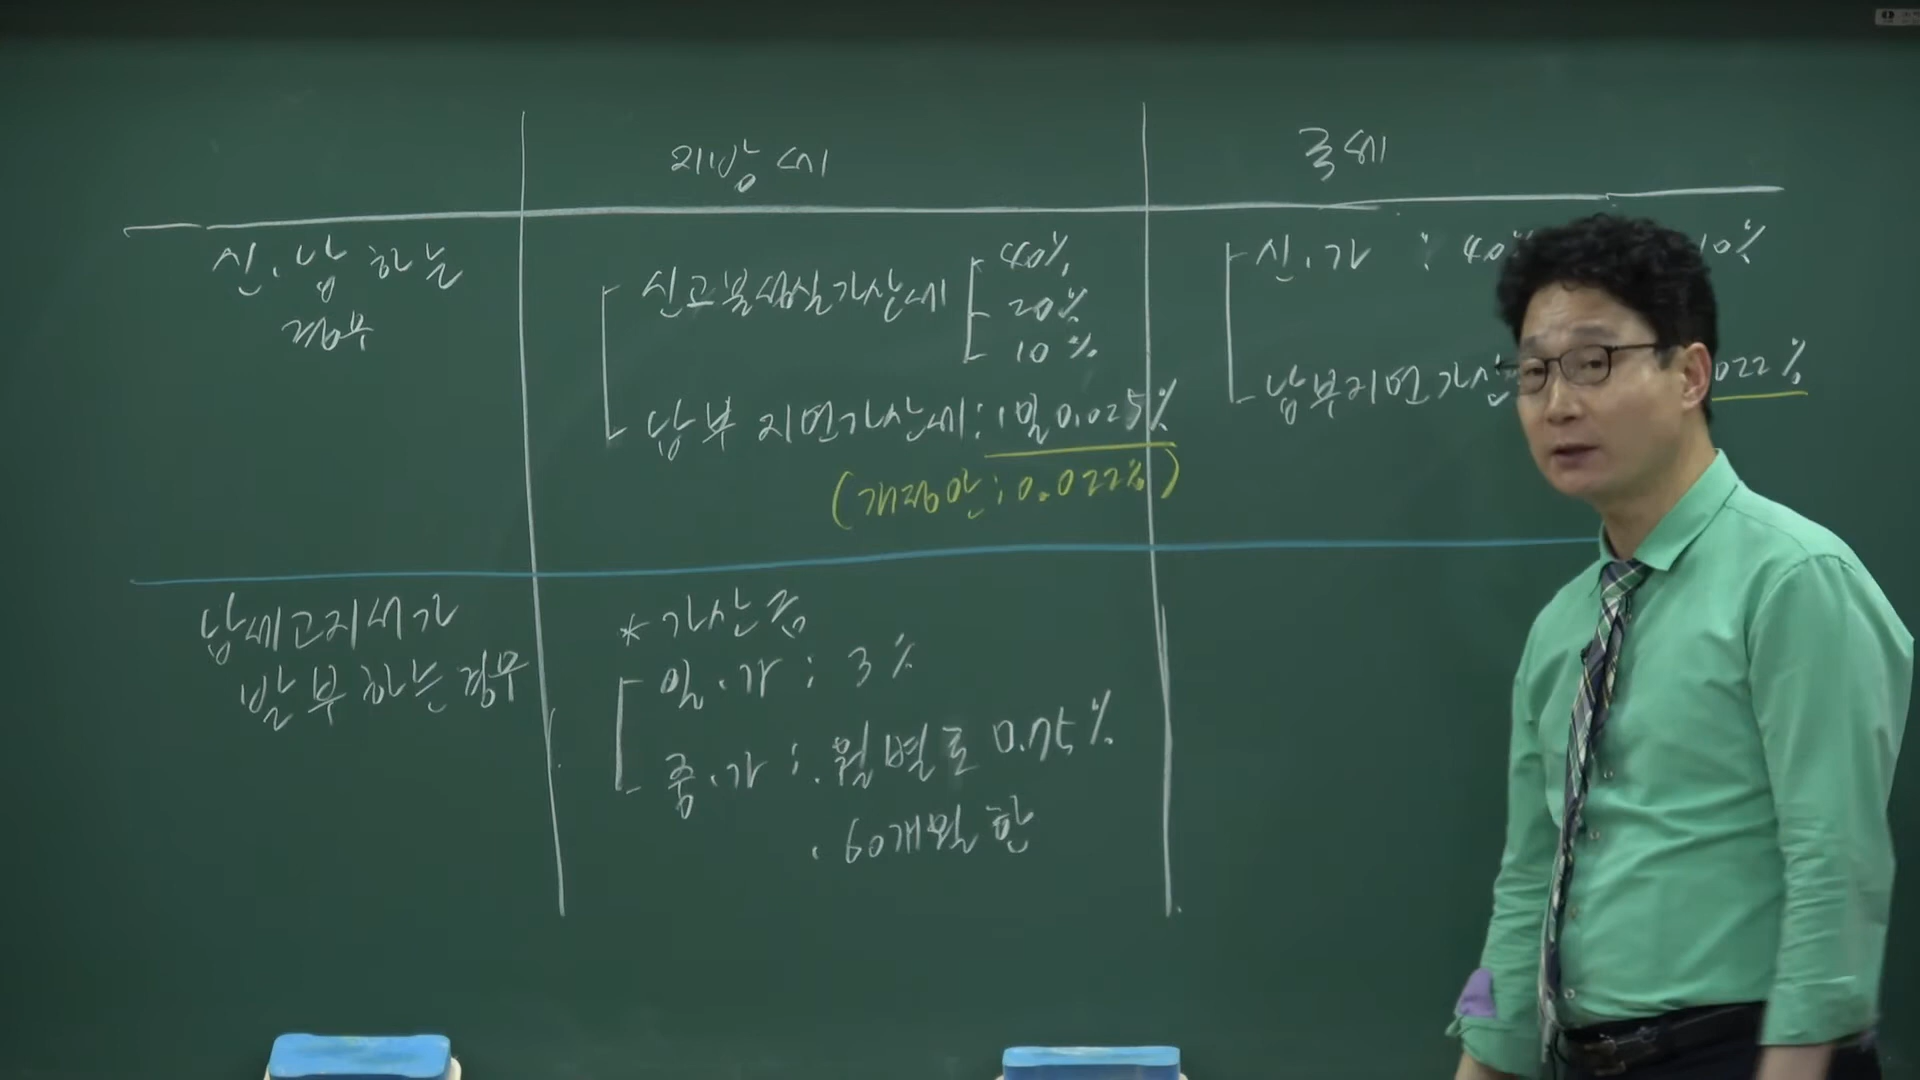 지방세
국세
신.납 하는
경우
신고불성실가산세
40%
20%
10%
납부지연가산세 : 1일 0.025%
(개정안 : 0.022%)
신.가 : 40% 10%
납부지연가산 022%
납세고지서가
발부하는 경우
* 가산금
일.가 : 3%
중.가 : . 월별로 0.75%
. 60개월 한